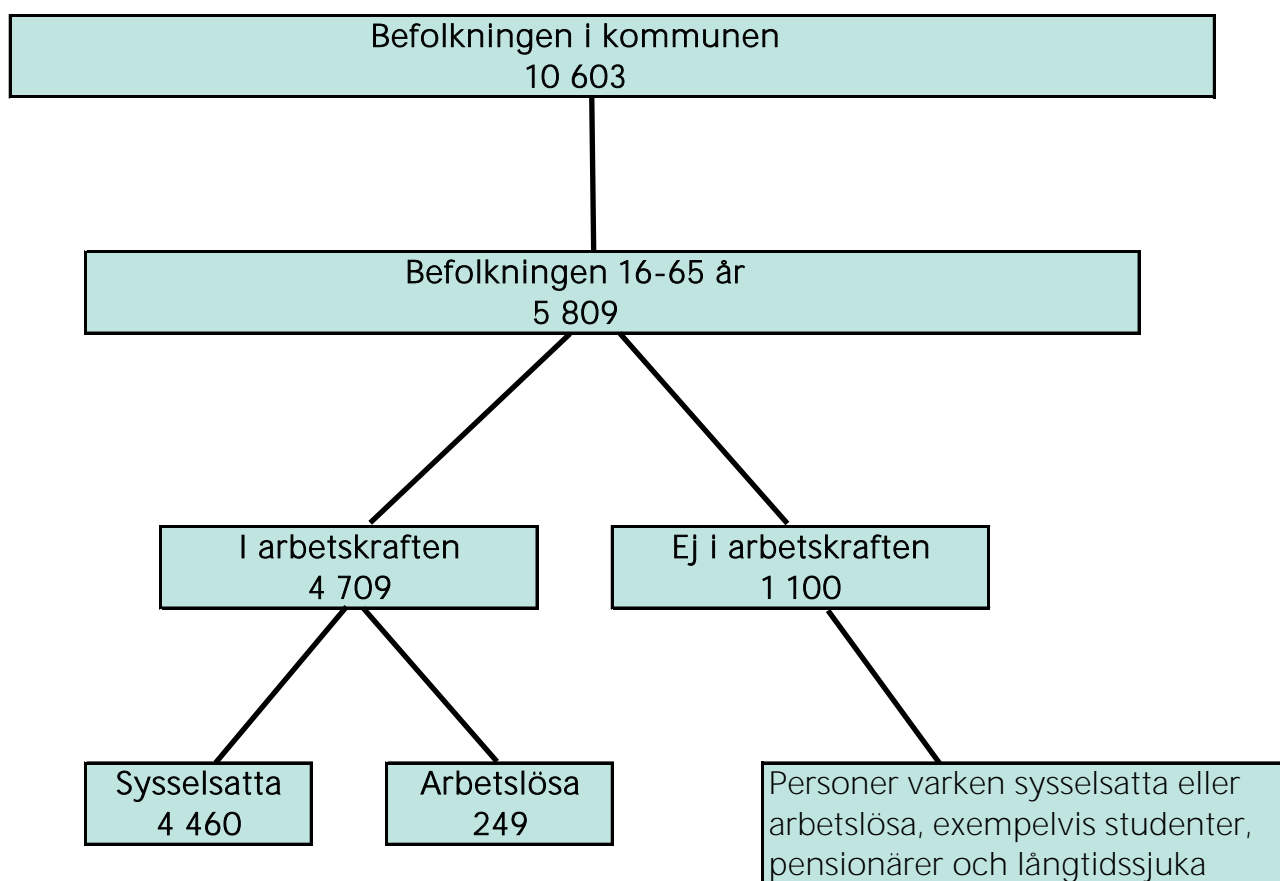 Befolkningen i kommunen
10 603
Befolkningen 16-65 år
5 809
I arbetskraften
4 709
Ej i arbetskraften
1 100
Sysselsatta
4 460
Arbetslösa
249
Personer varken sysselsatta eller
arbetslösa, exempelvis studenter,
pensionärer och långtidssjuka